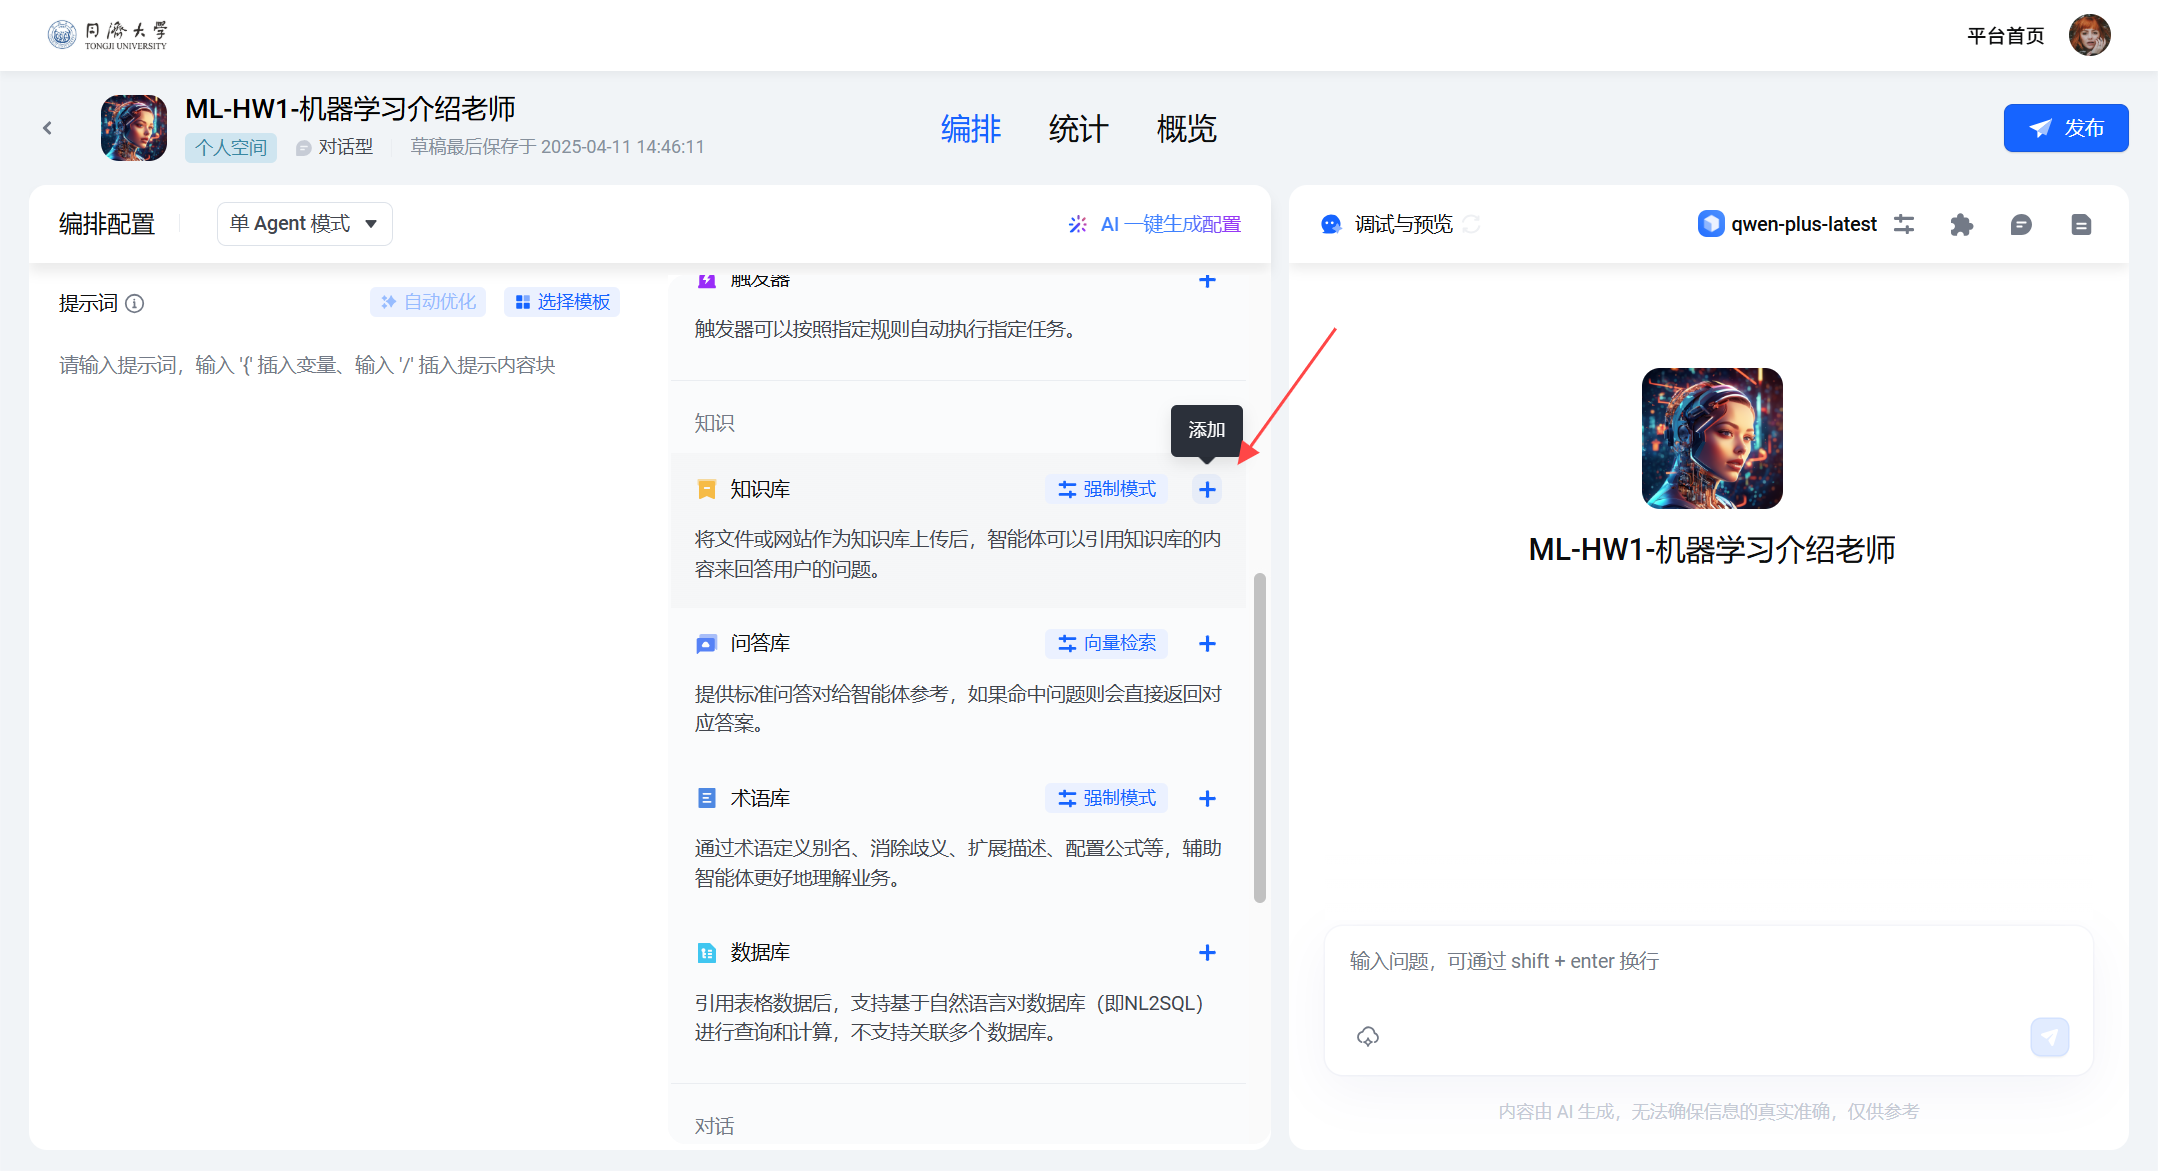 同濟大学
TONGJI UNIVERSITY
平台首页
ML-HW1-机器学习介绍老师
个人空间
对话型
草稿最后保存于 2025-04-11 14:46:11
编排
统计
概览
发布
编排配置
单 Agent 模式
AI 一键生成配置
提示词
自动优化
选择模板
请输入提示词，输入 '{' 插入变量、输入 '/' 插入提示内容块
触发器
触发器可以按照指定规则自动执行指定任务。
知识
添加
知识库
强制模式
将文件或网站作为知识库上传后，智能体可以引用知识库的内
容来回答用户的问题。
问答库
向量检索
提供标准问答对给智能体参考，如果命中问题则会直接返回对
应答案。
术语库
强制模式
通过术语定义别名、消除歧义、扩展描述、配置公式等，辅助
智能体更好地理解业务。
数据库
引用表格数据后，支持基于自然语言对数据库（即NL2SQL）
进行查询和计算，不支持关联多个数据库。
对话
调试与预览
qwen-plus-latest
ML-HW1-机器学习介绍老师
输入问题，可通过 shift + enter 换行
内容由 AI 生成，无法确保信息的真实准确，仅供参考